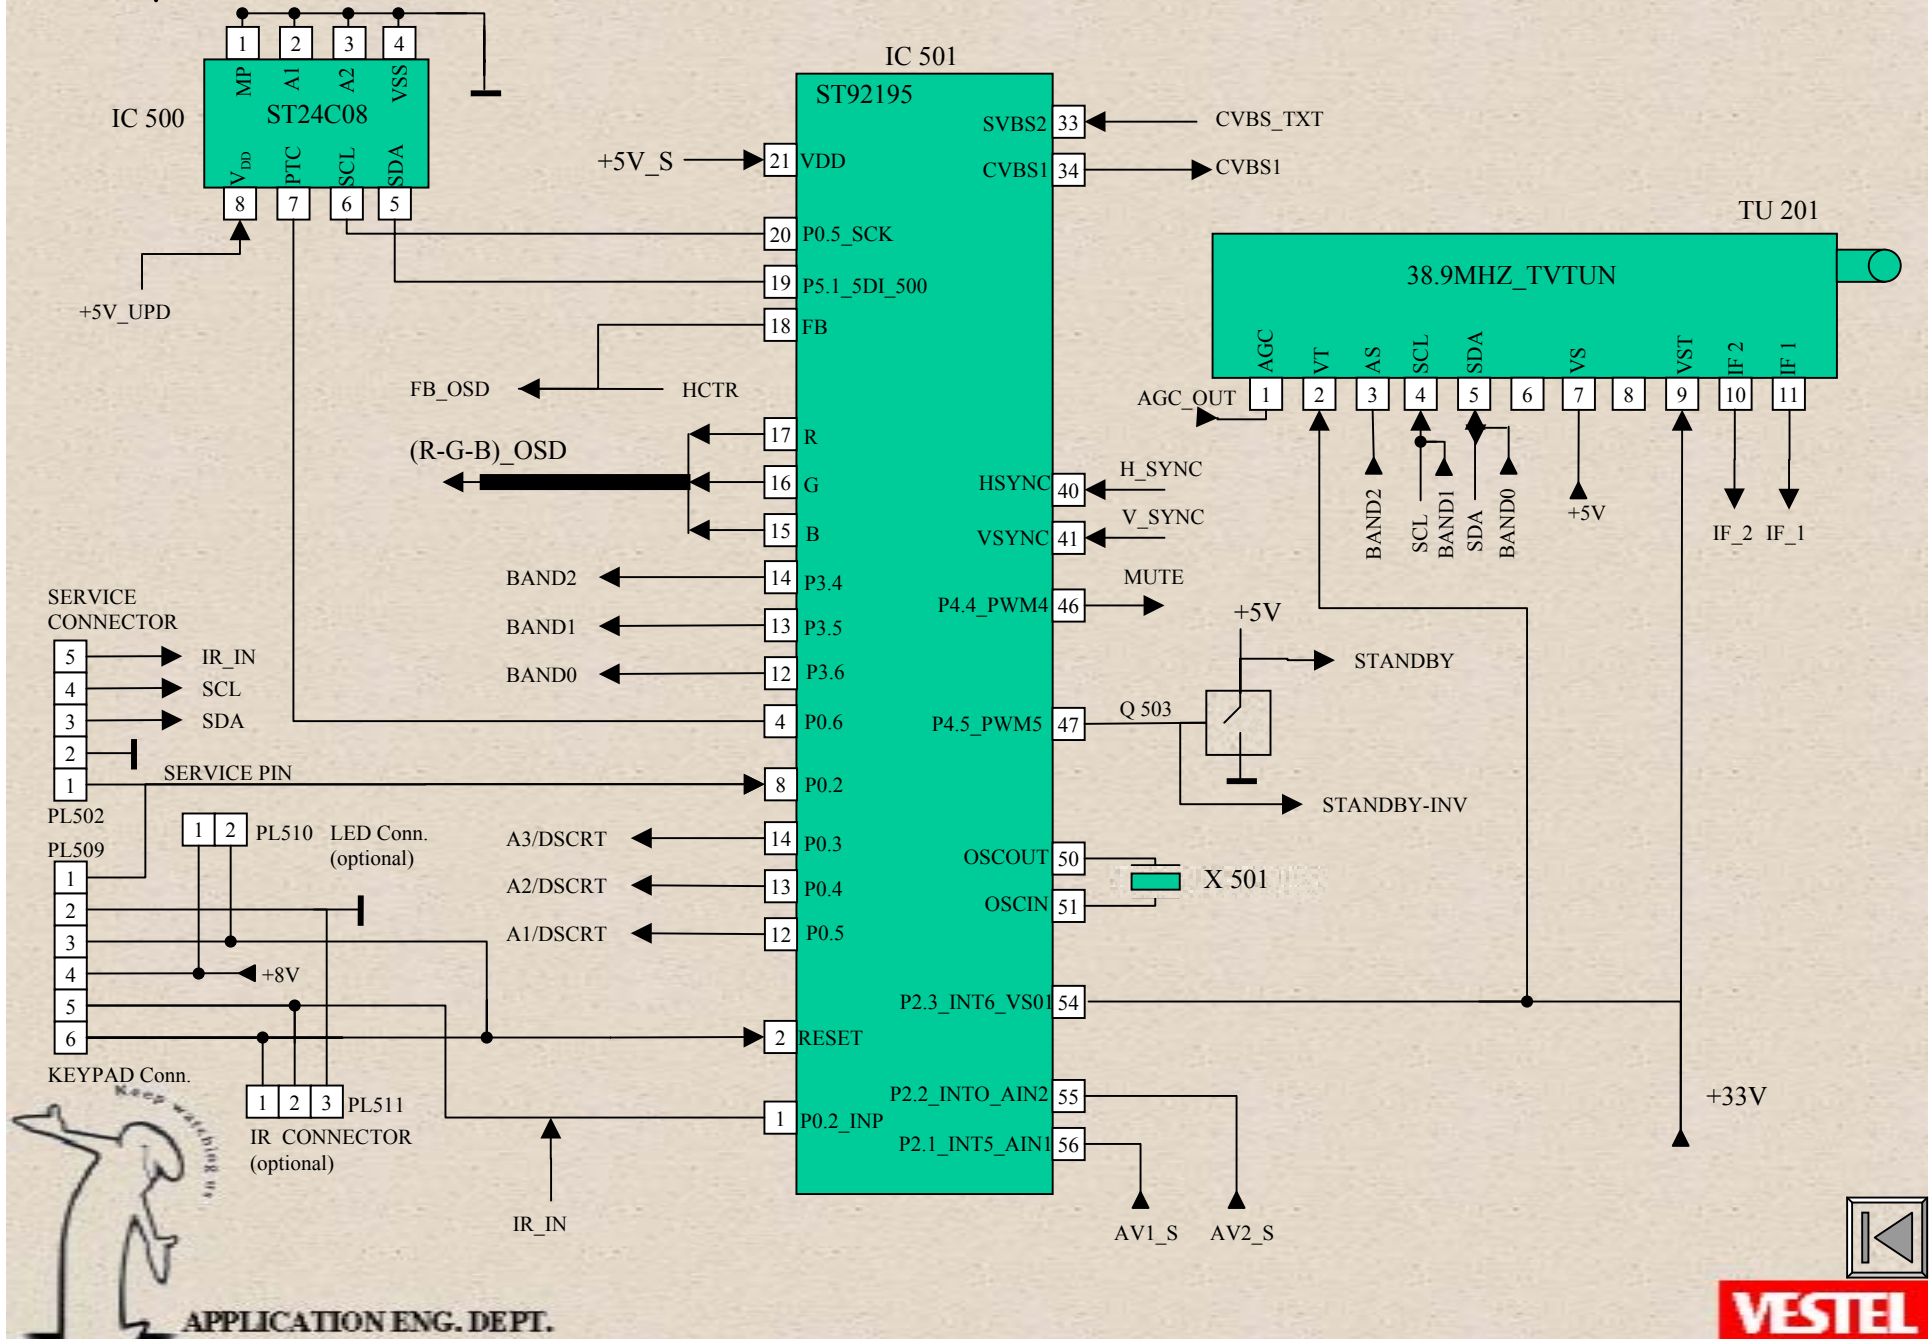 1 2 3 4
MP A1 A2 VSS
IC 500
ST24C08
VDD PTC SCL SDA
8 7 6 5
+5V_UPD
IC 501
ST92195
+5V_S
21 VDD
20 P0.5_SCK
19 P5.1_5DI_500
18 FB
FB_OSD
HCTR
(R-G-B)_OSD
17 R
16 G
15 B
BAND2
14 P3.4
BAND1
13 P3.5
BAND0
12 P3.6
4 P0.6
8 P0.2
A3/DSCRT
14 P0.3
A2/DSCRT
13 P0.4
A1/DSCRT
12 P0.5
2 RESET
1 P0.2_INP
IR_IN
SVBS2 33
CVBS_TXT
CVBS1 34
CVBS1
HSYNC 40
H_SYNC
VSYNC 41
V_SYNC
P4.4_PWM4 46
MUTE
P4.5_PWM5 47
Q 503
+5V
STANDBY
STANDBY-INV
OSCOUT 50
OSCIN 51
X 501
P2.3_INT6_VS01 54
P2.2_INTO_AIN2 55
P2.1_INT5_AIN1 56
AV1_S
AV2_S
+33V
TU 201
38.9MHZ_TVTUN
AGC VT AS SCL SDA VS VST IF 2 IF 1
1 2 3 4 5 6 7 8 9 10 11
AGC_OUT
BAND2
SCL
BAND1
SDA
BAND0
+5V
IF_2
IF_1
SERVICE
CONNECTOR
5 IR_IN
4 SCL
3 SDA
2
1 SERVICE PIN
PL502
PL509
1
2
3
4
5
6
+8V
KEYPAD Conn.
1 2 PL510
LED Conn.
(optional)
1 2 3 PL511
IR CONNECTOR
(optional)
Keep watching us
APPLICATION ENG. DEPT.
VESTEL